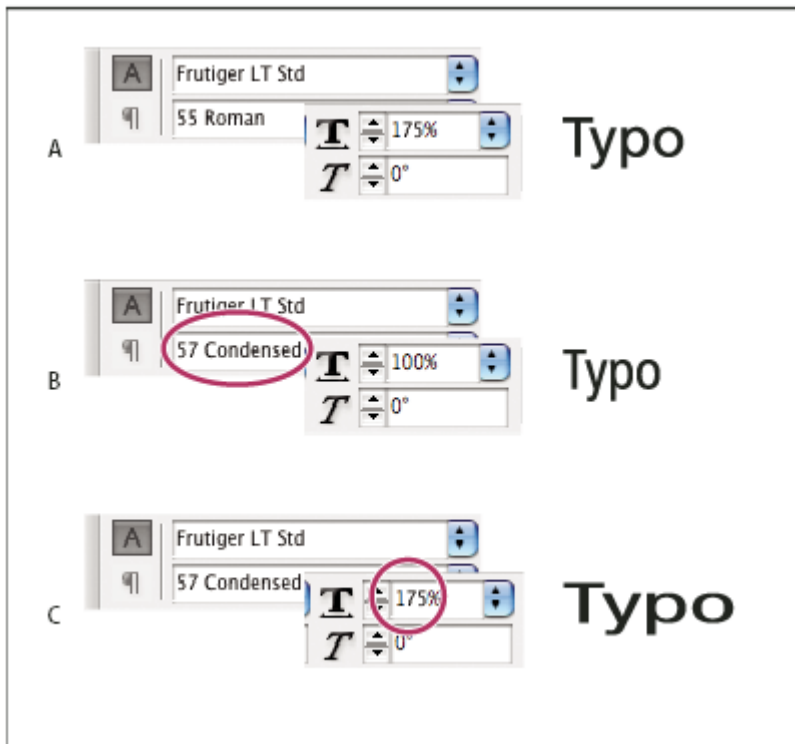 A
Frutiger LT Std
55 Roman
175%
0°
A
Typo
B
A
Frutiger LT Std
57 Condensed
100%
0°
Typo
C
A
Frutiger LT Std
57 Condensed
175%
0°
Typo